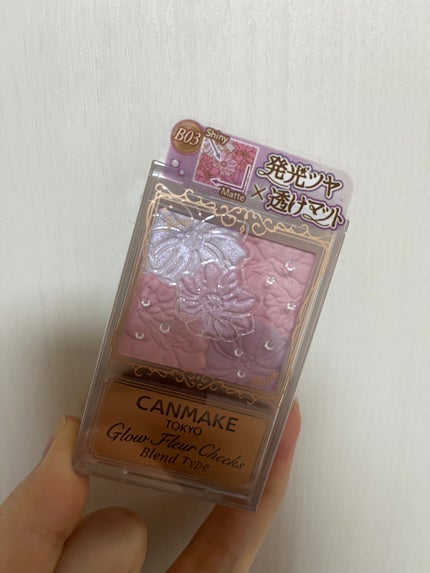 B03
Shiny
Matte
発光ツヤ
×透けマット
CANMAKE
TOKYO
Glow Fleur Cheeks
Blend Type